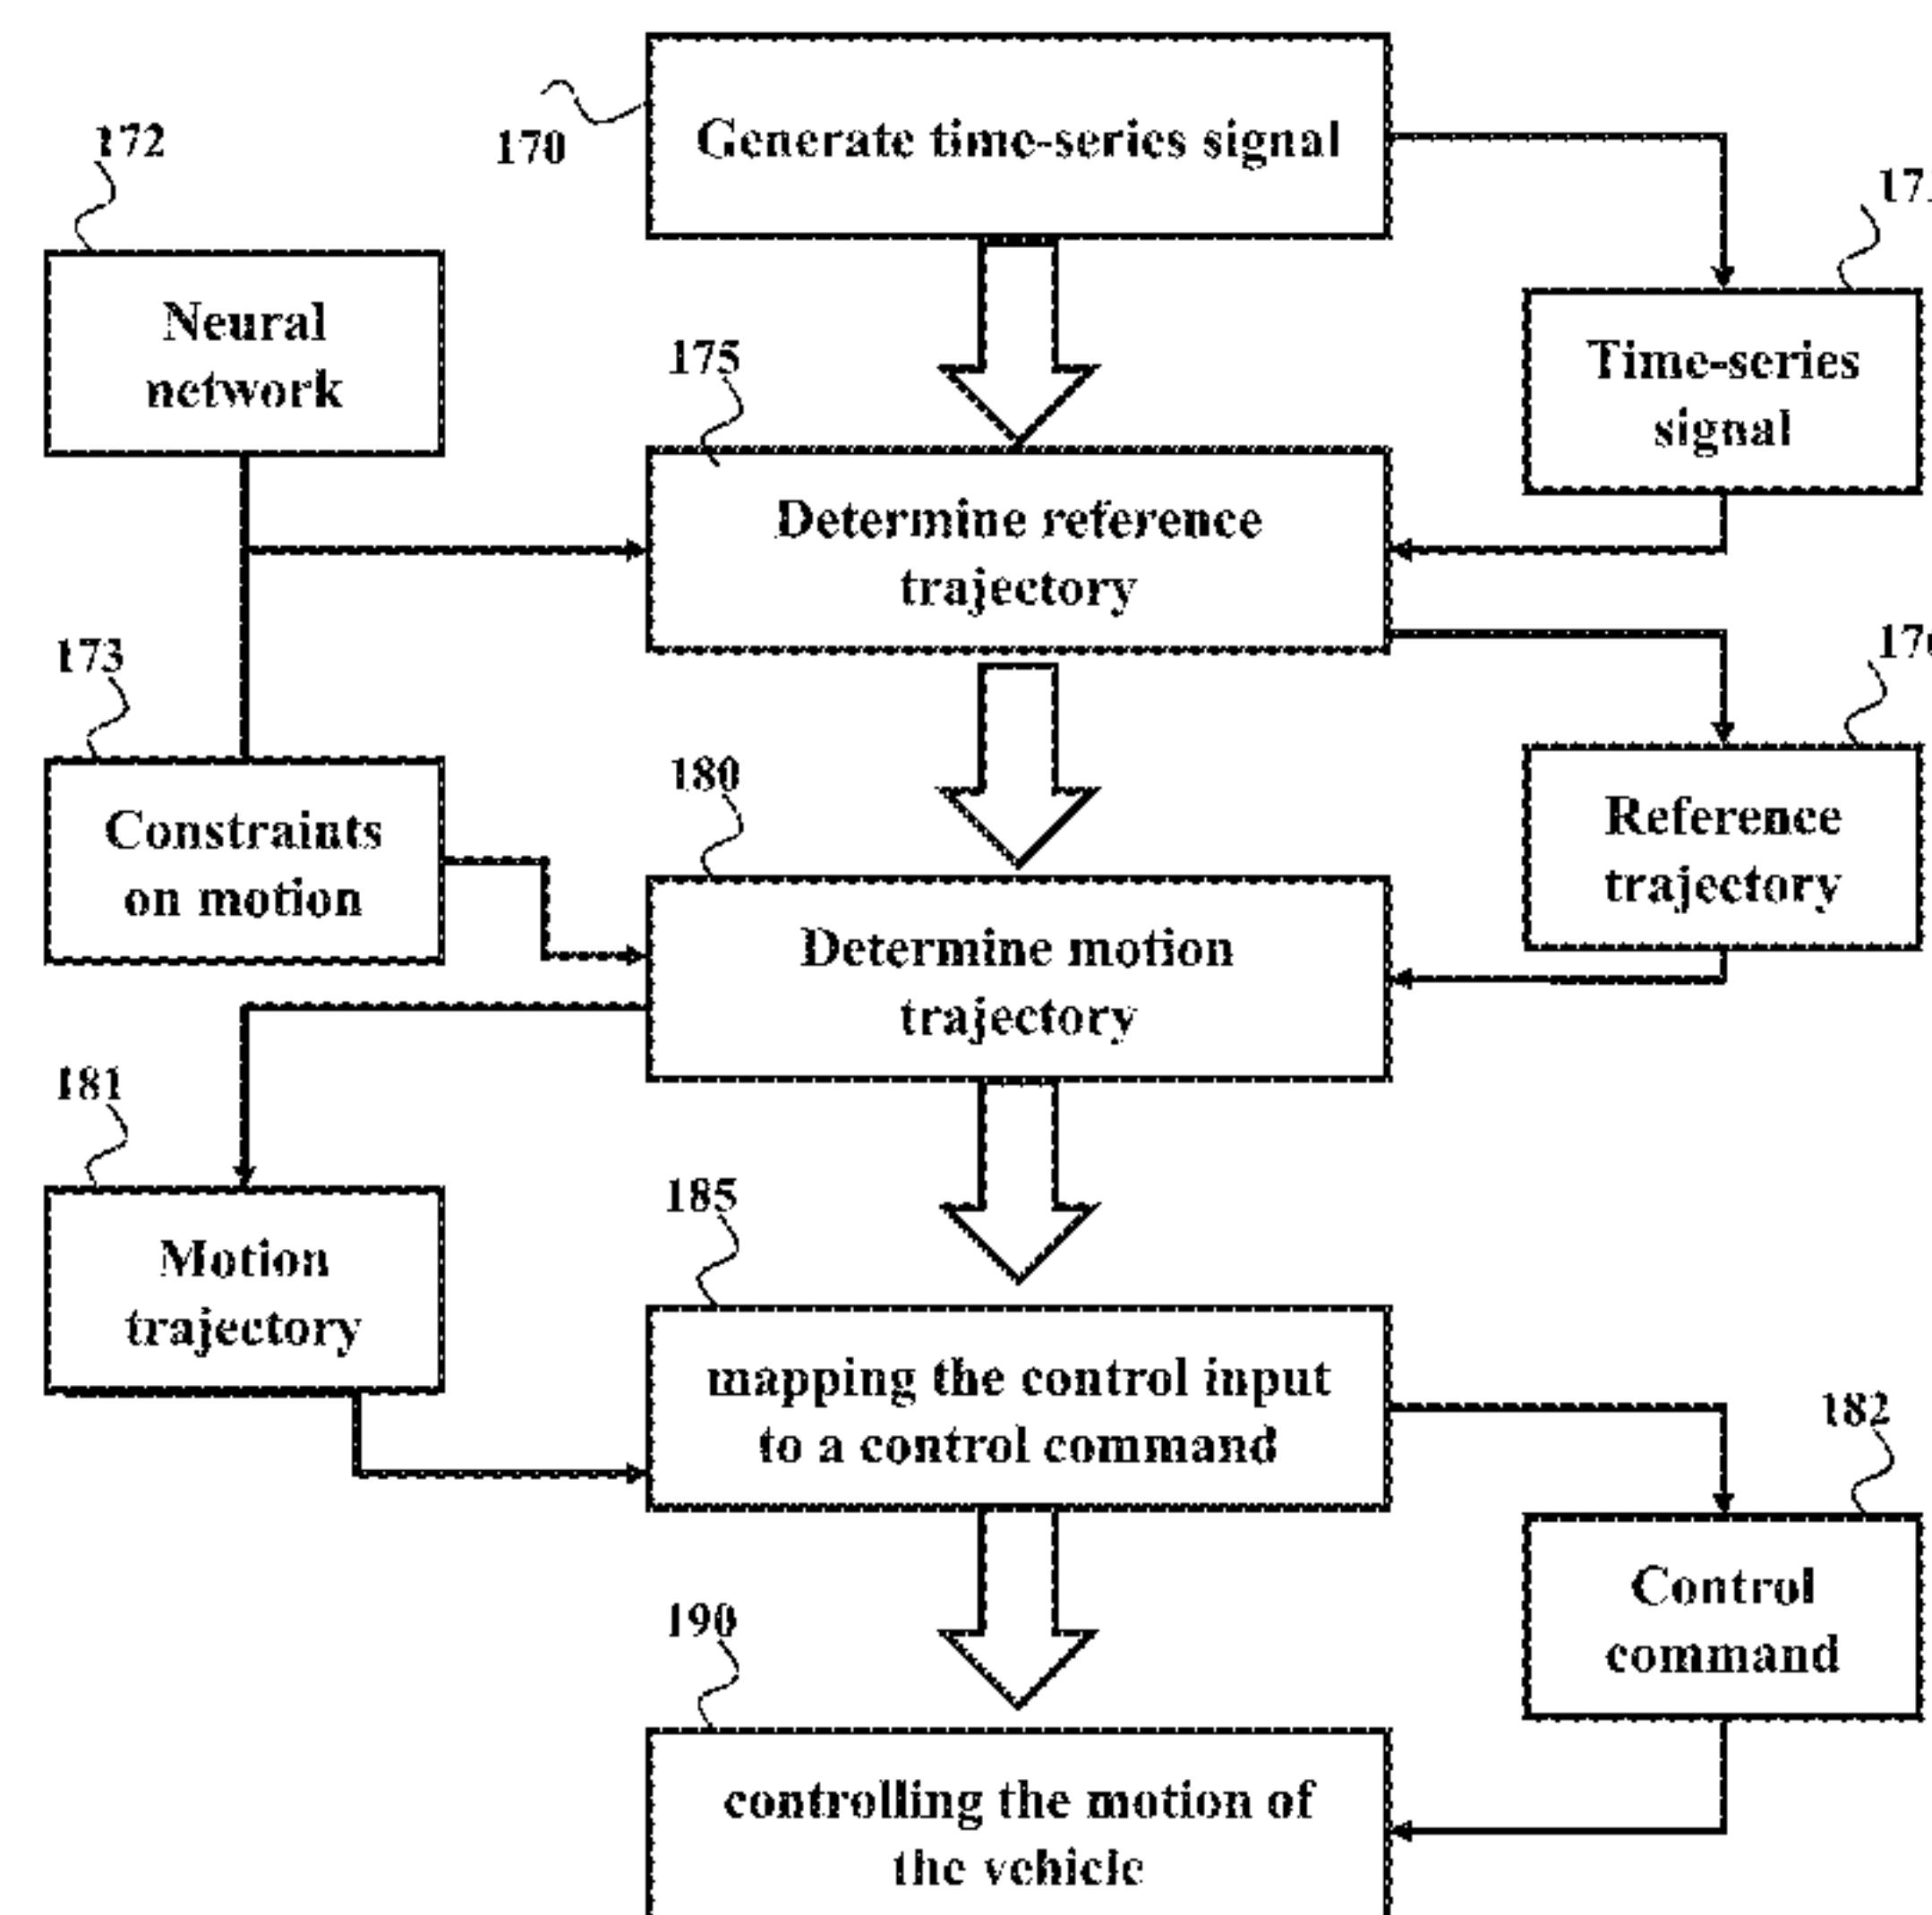 170
Generate time-series signal
172
Neural
network
Time-series
signal
175
Determine reference
trajectory
173
Constraints
on motion
Reference
trajectory
180
Determine motion
trajectory
181
Motion
trajectory
185
mapping the control input
to a control command
182
Control
command
190
controlling the motion of
the vehicle